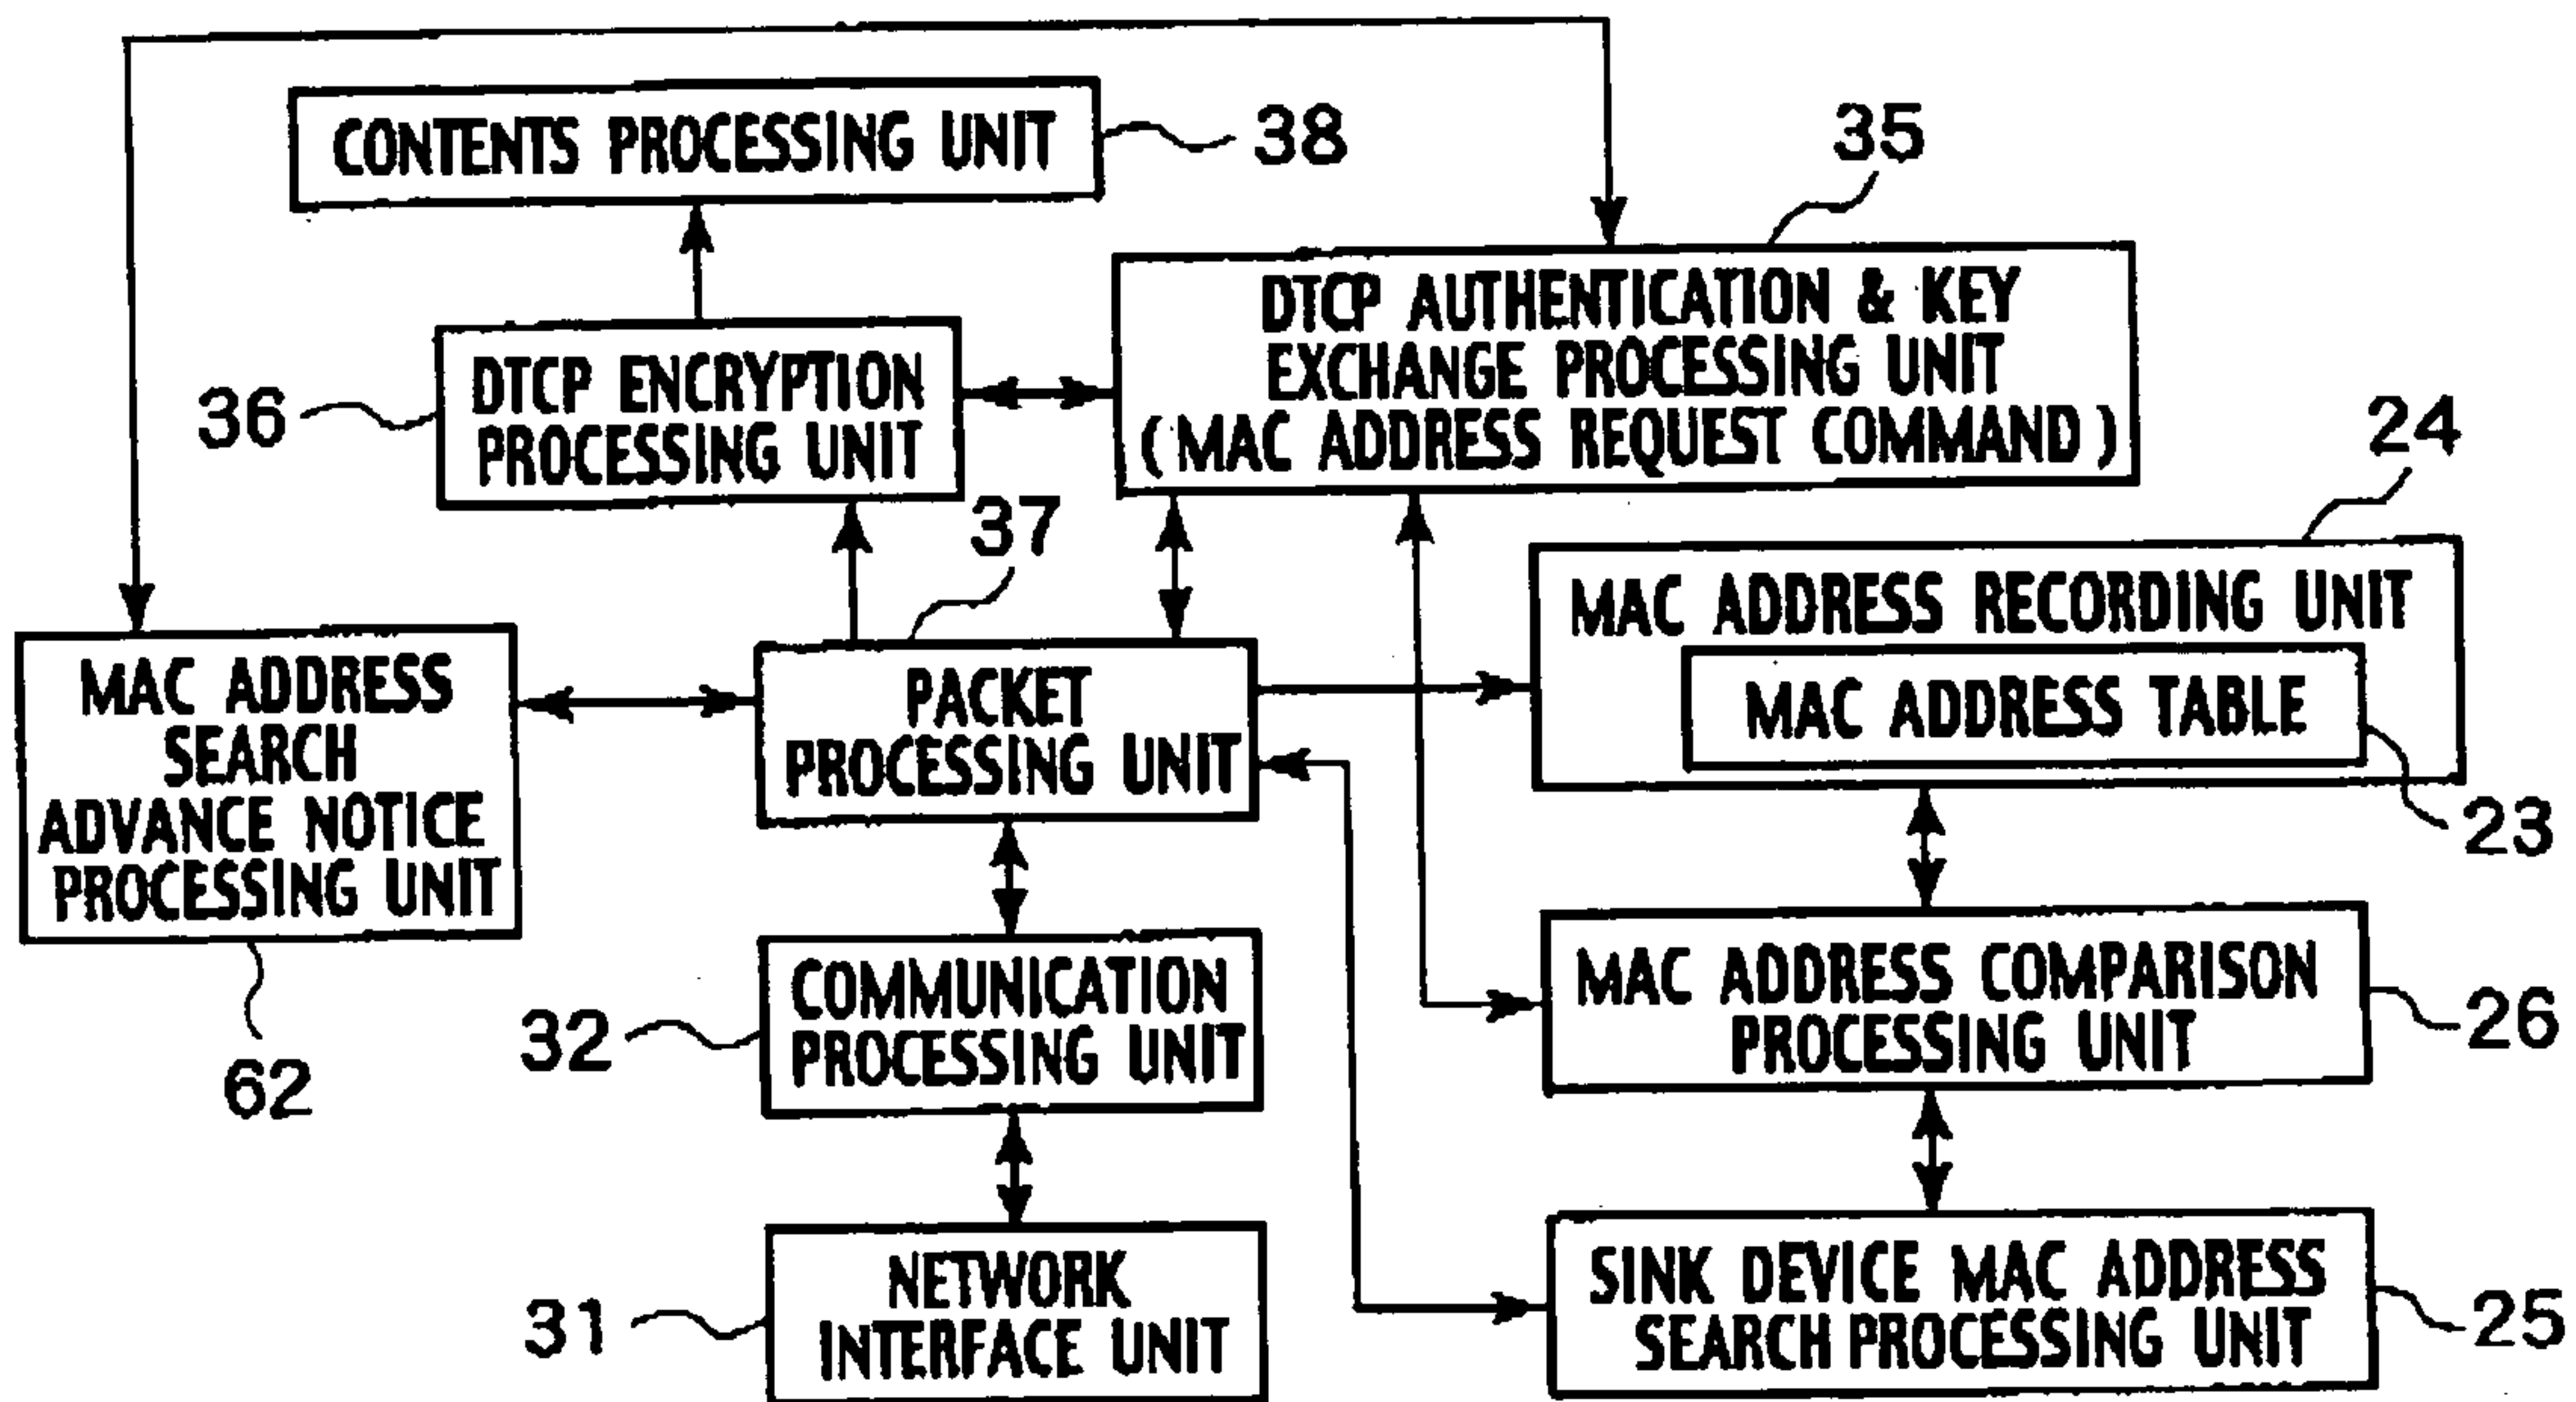 CONTENTS PROCESSING UNIT
38
35
DTCP AUTHENTICATION & KEY
EXCHANGE PROCESSING UNIT
(MAC ADDRESS REQUEST COMMAND)
DTCP ENCRYPTION
PROCESSING UNIT
36
37
24
MAC ADDRESS RECORDING UNIT
MAC ADDRESS TABLE
23
MAC ADDRESS
SEARCH
ADVANCE NOTICE
PROCESSING UNIT
62
PACKET
PROCESSING UNIT
COMMUNICATION
PROCESSING UNIT
32
MAC ADDRESS COMPARISON
PROCESSING UNIT
26
NETWORK
INTERFACE UNIT
31
SINK DEVICE MAC ADDRESS
SEARCH PROCESSING UNIT
25